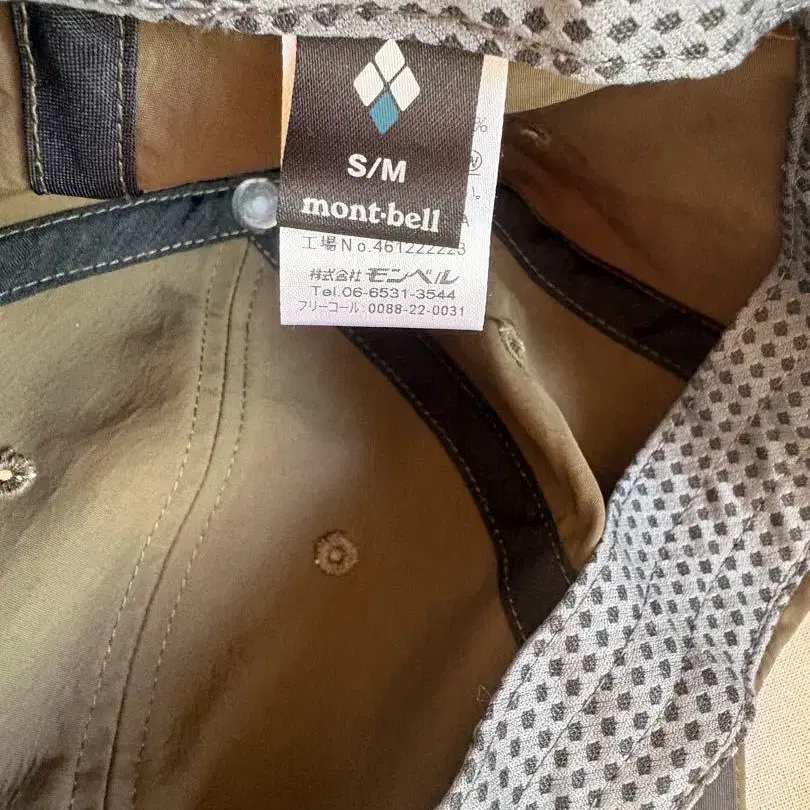 S/M
mont-bell
工場No.461222223
株式会社モンベル
Tel.06-6531-3544
フリーコール:0088-22-0031